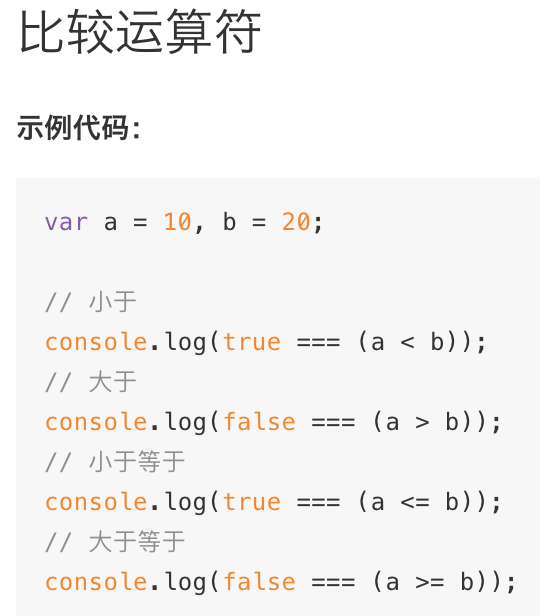 比较运算符
示例代码：
var a = 10, b = 20;
// 小于
console.log(true === (a < b));
// 大于
console.log(false === (a > b));
// 小于等于
console.log(true === (a <= b));
// 大于等于
console.log(false === (a >= b));